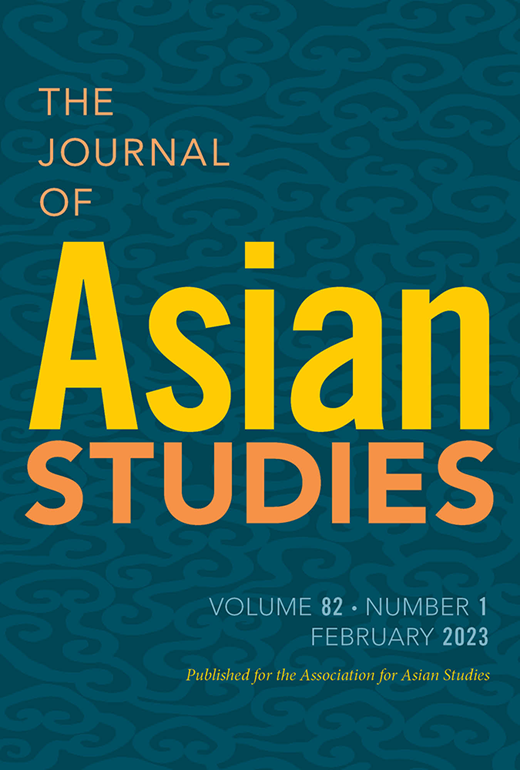 THE
JOURNAL
OF
Asian
STUDIES
VOLUME 82 • NUMBER 1
FEBRUARY 2023
Published for the Association for Asian Studies